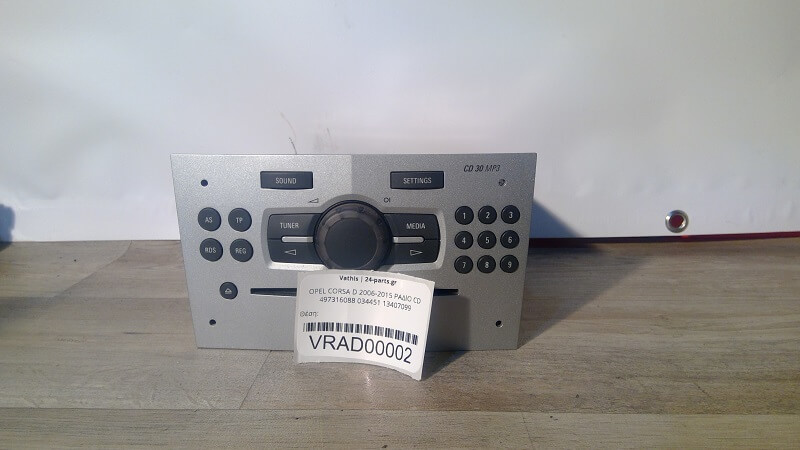 CD 30 MP3
SOUND
SETTINGS
AS
TP
TUNER
MEDIA
1
2
3
RDS
REG
4
5
6
7
8
9
Vathis | 24-parts.gr
OPEL CORSA D 2006-2015 ΡΑΔΙΟ CD
497316088 034451 13407099
Θέση:
VRAD00002